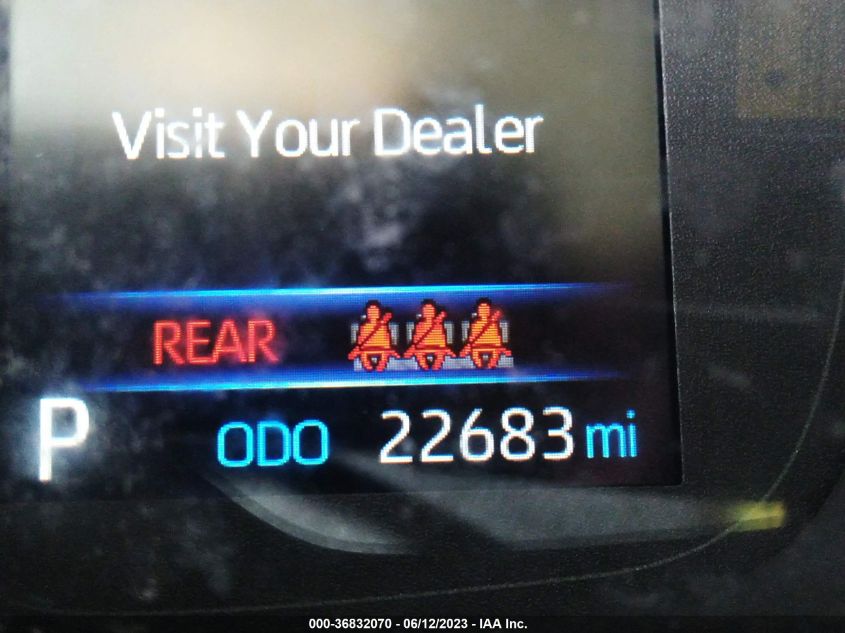 Visit Your Dealer
REAR
P ODO 22683 mi
000-36832070 - 06/12/2023 - IAA Inc.